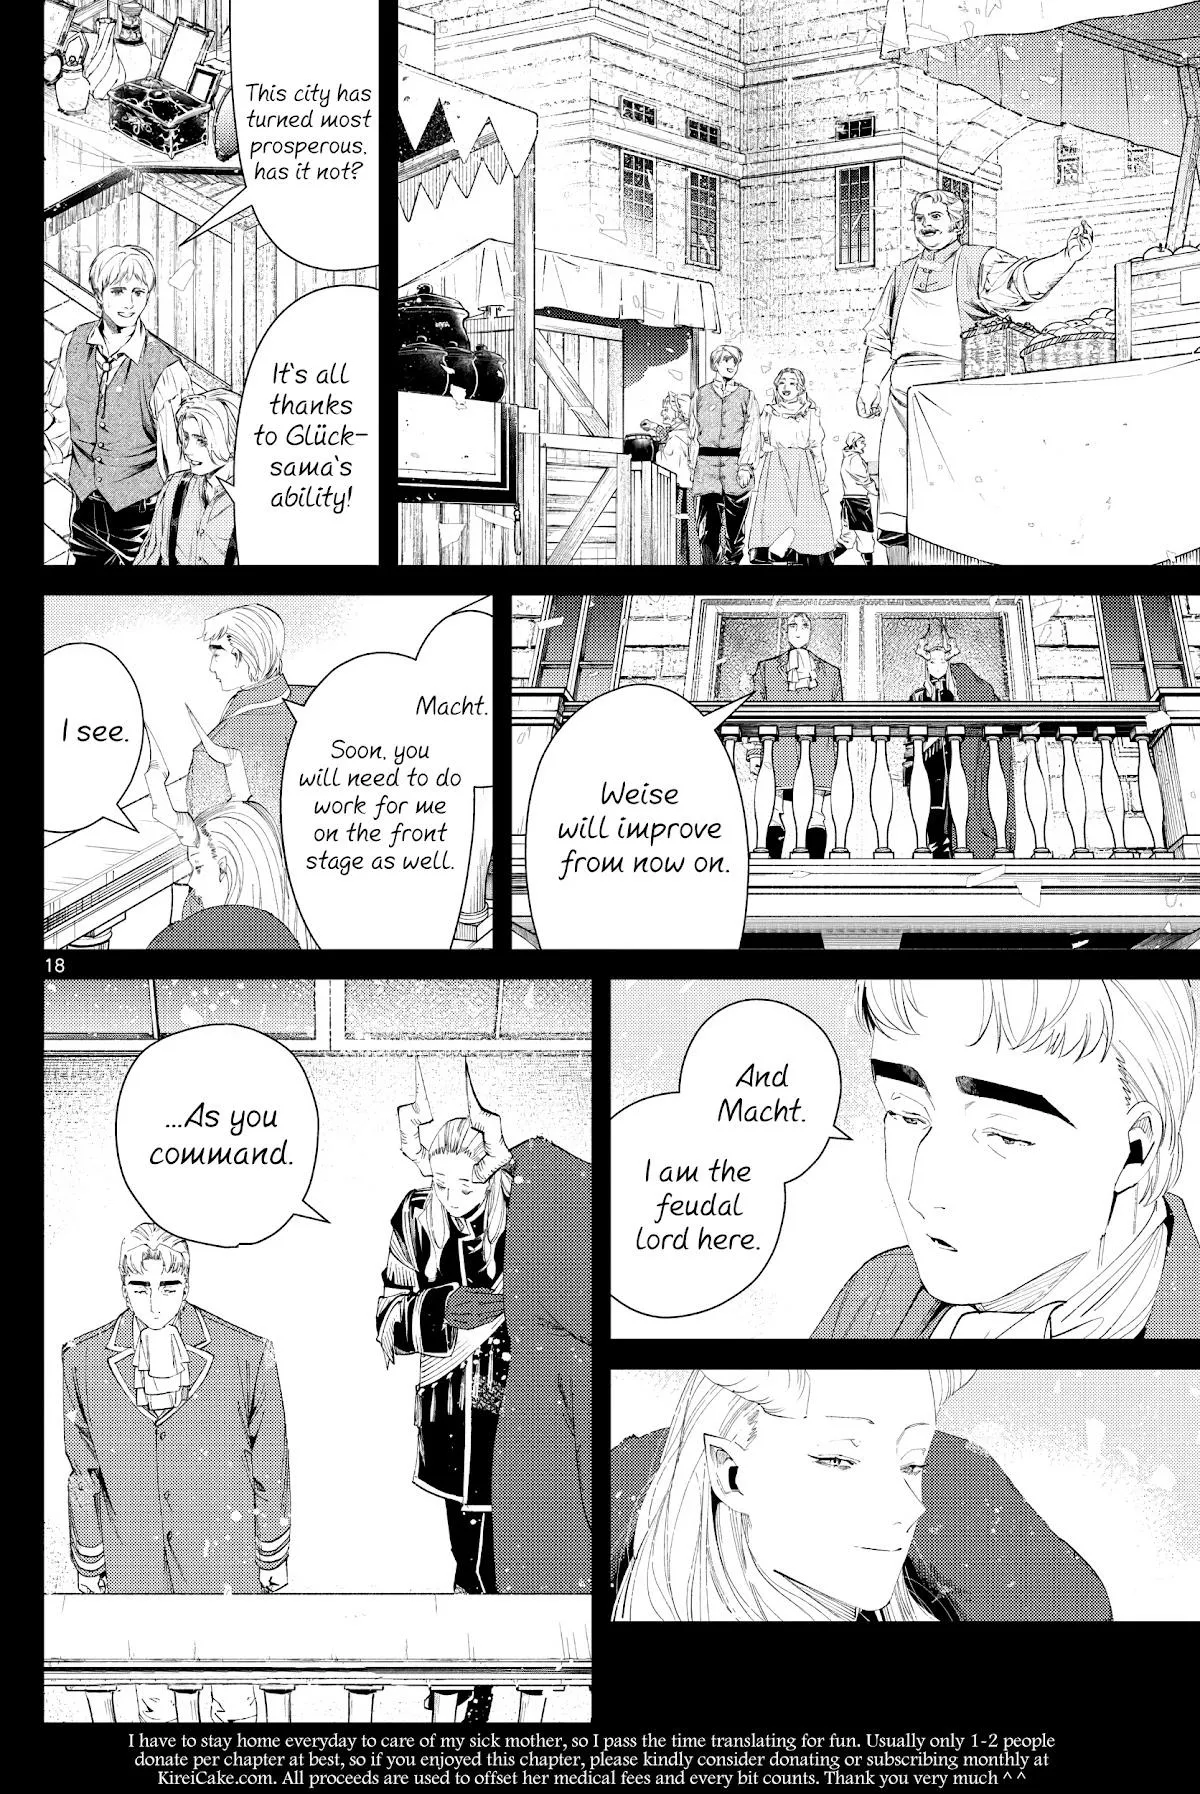 This city has
turned most
prosperous,
has it not?
It's all
thanks
to Glück-
sama's
ability!
Weise
will improve
from now on.
Macht.
Soon, you
will need to do
work for me
on the front
stage as well.
I see.
18
And
Macht.
I am the
feudal
lord here.
...As you
command.
I have to stay home everyday to care of my sick mother, so I pass the time translating for fun. Usually only 1-2 people
donate per chapter at best, so if you enjoyed this chapter, please kindly consider donating or subscribing monthly at
KireiCake.com. All proceeds are used to offset her medical fees and every bit counts. Thank you very much ^ ^